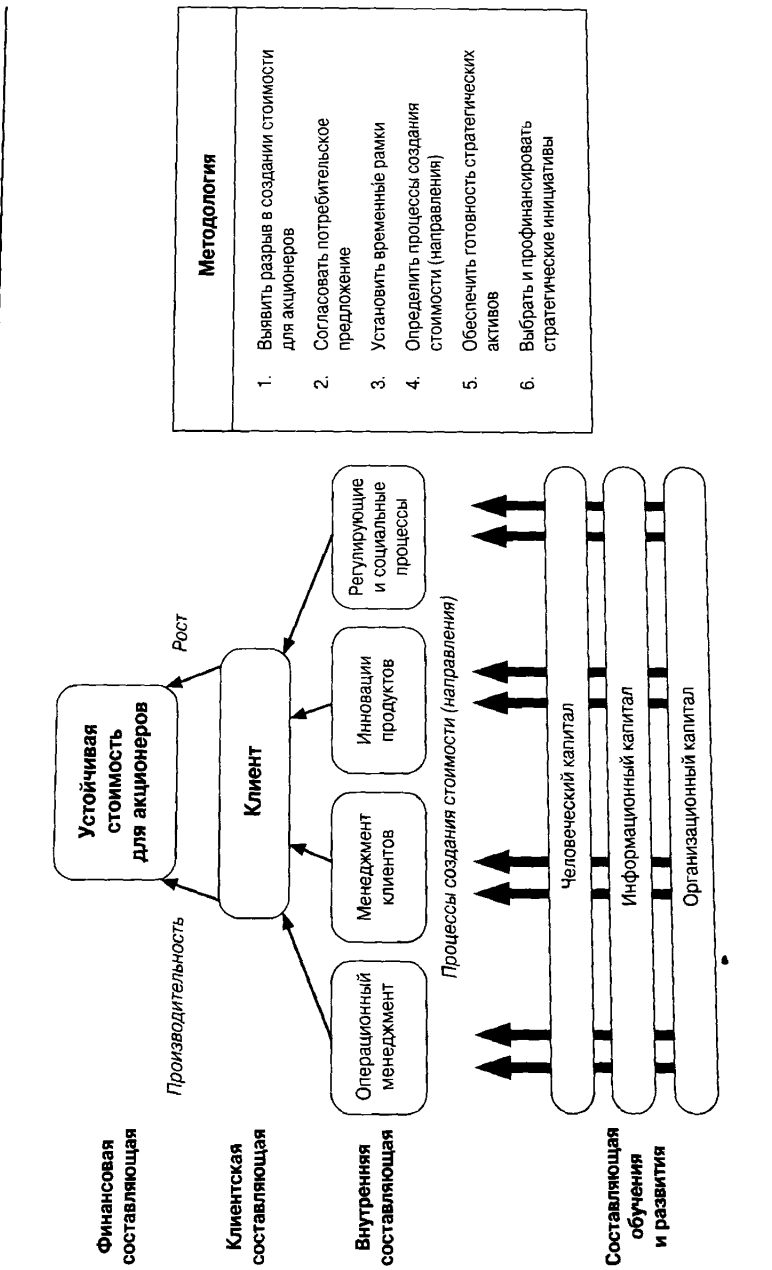 Финансовая
составляющая
Устойчивая
стоимость
для акционеров
Производительность
Рост
Клиентская
составляющая
Клиент
Внутренняя
составляющая
Операционный
менеджмент
Менеджмент
клиентов
Инновации
продуктов
Регулирующие
и социальные
процессы
Процессы создания стоимости (направления)
Составляющая
обучения
и развития
Человеческий капитал
Информационный капитал
Организационный капитал
Методология
1. Выявить разрыв в создании стоимости
для акционеров
2. Согласовать потребительское
предложение
3. Установить временные рамки
4. Определить процессы создания
стоимости (направления)
5. Обеспечить готовность стратегических
активов
6. Выбрать и профинансировать
стратегические инициативы